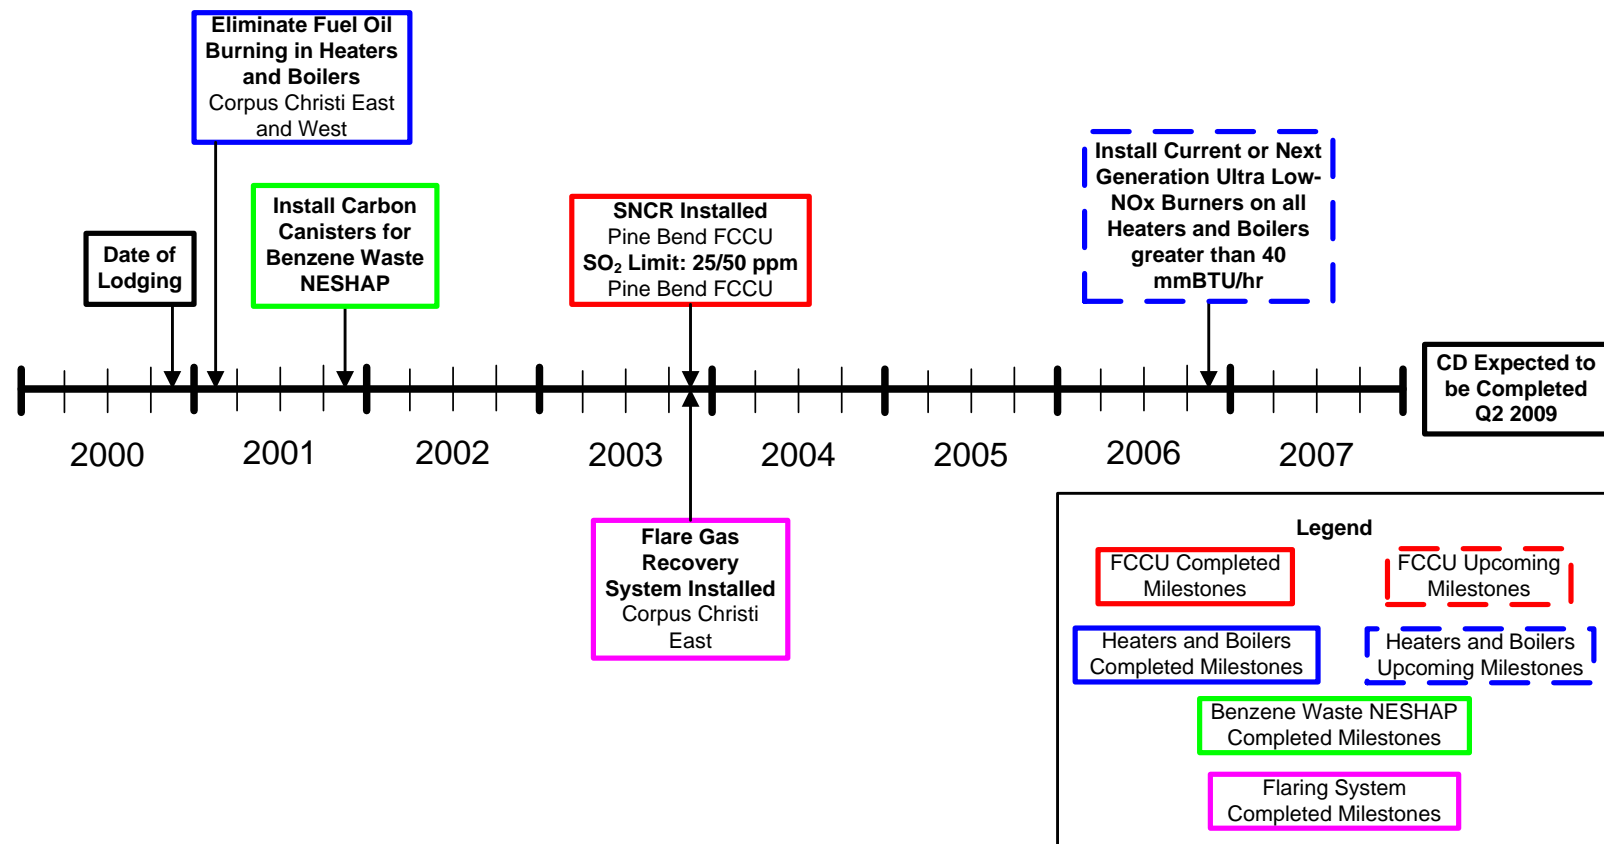 Eliminate Fuel Oil
Burning in Heaters
and Boilers
Corpus Christi East
and West
Install Current or Next
Generation Ultra Low-
NOx Burners on all
Heaters and Boilers
greater than 40
mmBTU/hr
Install Carbon
Canisters for
Benzene Waste
NESHAP
SNCR Installed
Pine Bend FCCU
SO₂ Limit: 25/50 ppm
Pine Bend FCCU
Date of
Lodging
CD Expected to
be Completed
Q2 2009
2000
2001
2002
2003
2004
2005
2006
2007
Flare Gas
Recovery
System Installed
Corpus Christi
East
Legend
FCCU Completed
Milestones
FCCU Upcoming
Milestones
Heaters and Boilers
Completed Milestones
Heaters and Boilers
Upcoming Milestones
Benzene Waste NESHAP
Completed Milestones
Flaring System
Completed Milestones